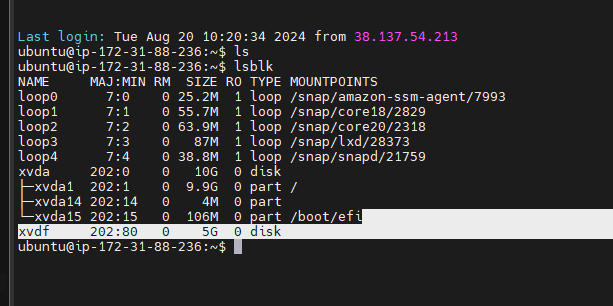 Last login: Tue Aug 20 10:20:34 2024 from 38.137.54.213
ubuntu@ip-172-31-88-236:~$ ls
ubuntu@ip-172-31-88-236:~$ lsblk
NAME     MAJ:MIN RM   SIZE RO TYPE MOUNTPOINTS
loop0      7:0    0  25.2M  1 loop /snap/amazon-ssm-agent/7993
loop1      7:1    0  55.7M  1 loop /snap/core18/2829
loop2      7:2    0  63.9M  1 loop /snap/core20/2318
loop3      7:3    0    87M  1 loop /snap/lxd/28373
loop4      7:4    0  38.8M  1 loop /snap/snapd/21759
xvda     202:0    0    10G  0 disk
├─xvda1  202:1    0   9.9G  0 part /
├─xvda14 202:14   0     4M  0 part
└─xvda15 202:15   0   106M  0 part /boot/efi
xvdf     202:80   0     5G  0 disk
ubuntu@ip-172-31-88-236:~$